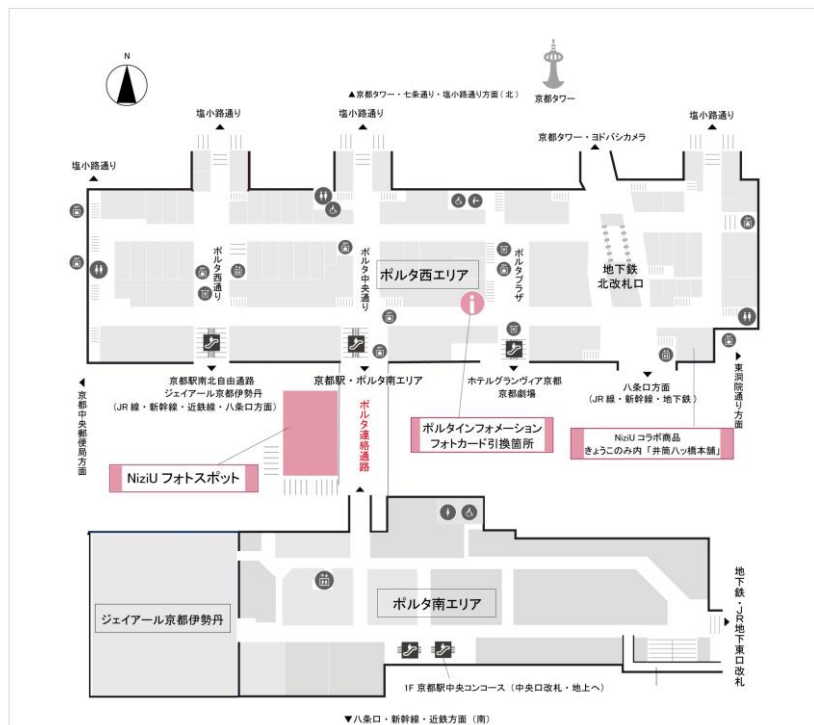 N
▲京都タワー・七条通り・塩小路通り方面(北)
京都タワー
塩小路通り
塩小路通り
京都タワー・ヨドバシカメラ
塩小路通り
塩小路通り
ポルタ西通り
ポルタ中央通り
ポルタ西エリア
ポルタプラザ
地下鉄
北改札口
i
京都中央郵便局方面
京都駅南北自由通路
ジェイアール京都伊勢丹
(JR線・新幹線・近鉄線・八条口方面)
京都駅・ポルタ南エリア
ホテルグランヴィア京都
京都劇場
八条口方面
(JR線・新幹線・地下鉄)
東洞院通り方面
ポルタ連絡通路
NiziU フォトスポット
ポルタインフォメーション
フォトカード引換箇所
NiziU コラボ商品
きょうこのみ内「井筒八ッ橋本舗」
ジェイアール京都伊勢丹
ポルタ南エリア
地下鉄・JR地下東口改札
1F 京都駅中央コンコース(中央口改札・地上へ)
▼八条口・新幹線・近鉄方面(南)